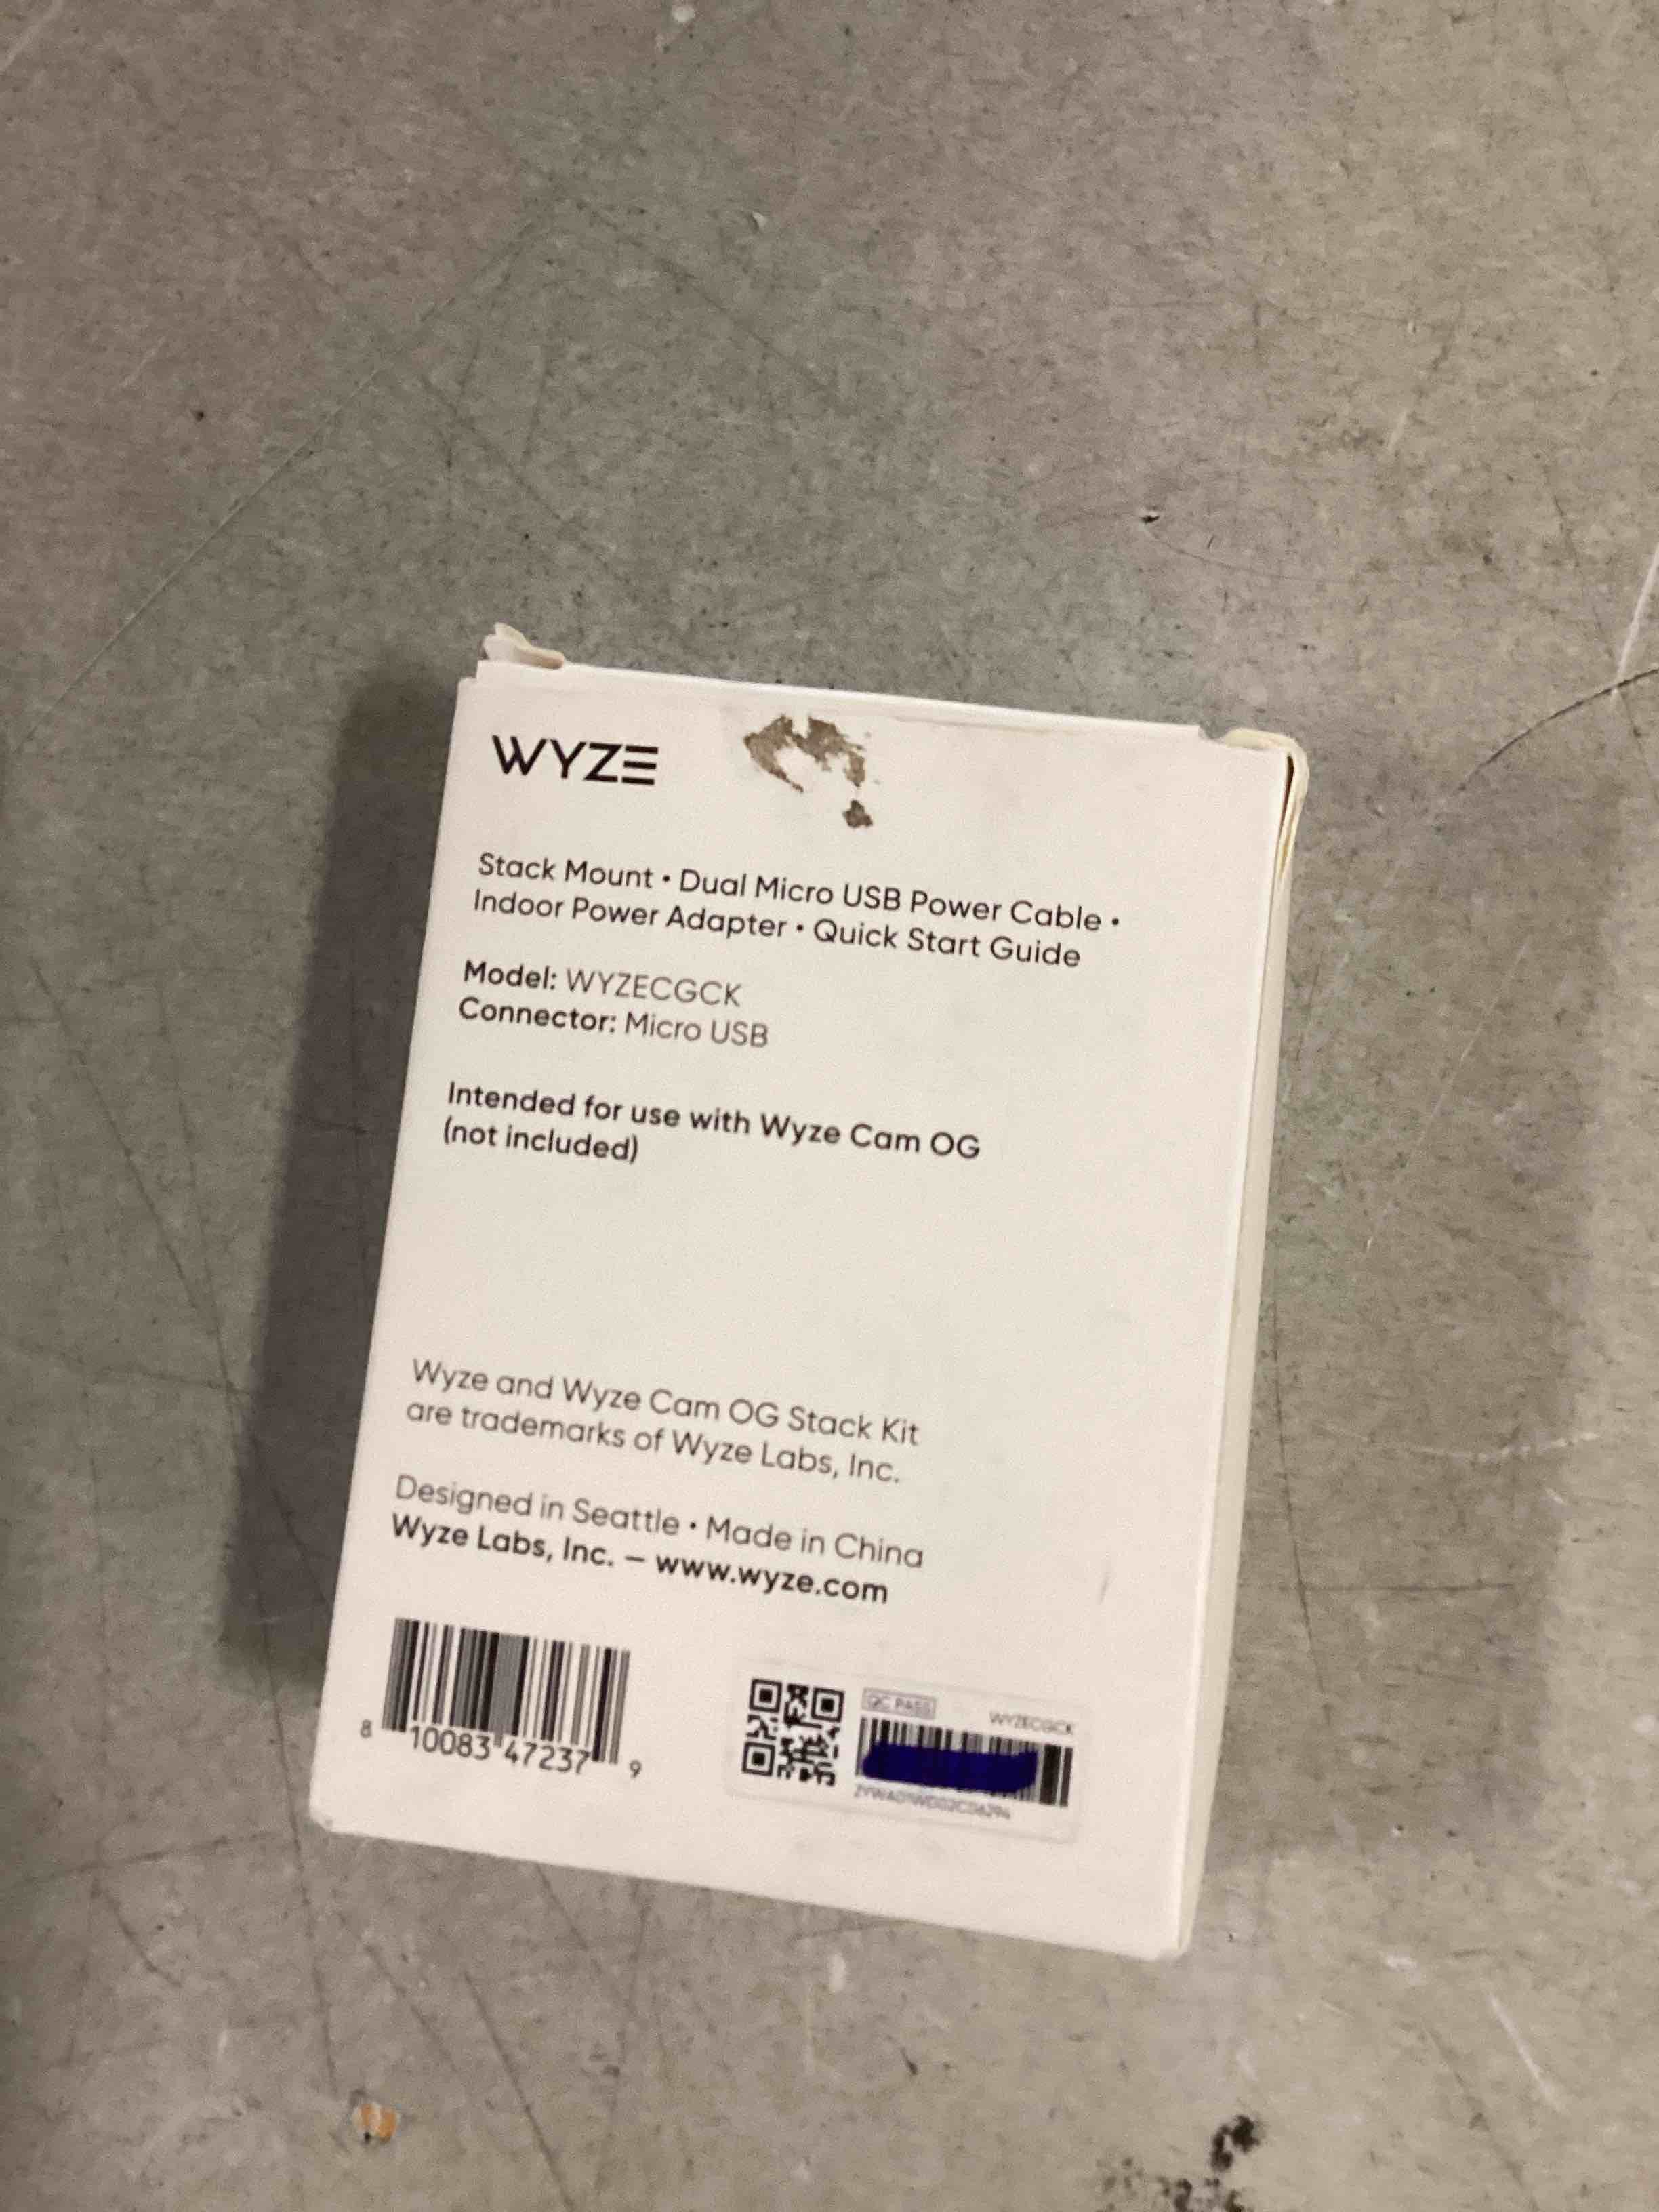 WYZE
Stack Mount • Dual Micro USB Power Cable •
Indoor Power Adapter • Quick Start Guide
Model: WYZECGCK
Connector: Micro USB
Intended for use with Wyze Cam OG
(not included)
Wyze and Wyze Cam OG Stack Kit
are trademarks of Wyze Labs, Inc.
Designed in Seattle • Made in China
Wyze Labs, Inc. – www.wyze.com
8 10083 47237 9
QC PASS WYZECGCK